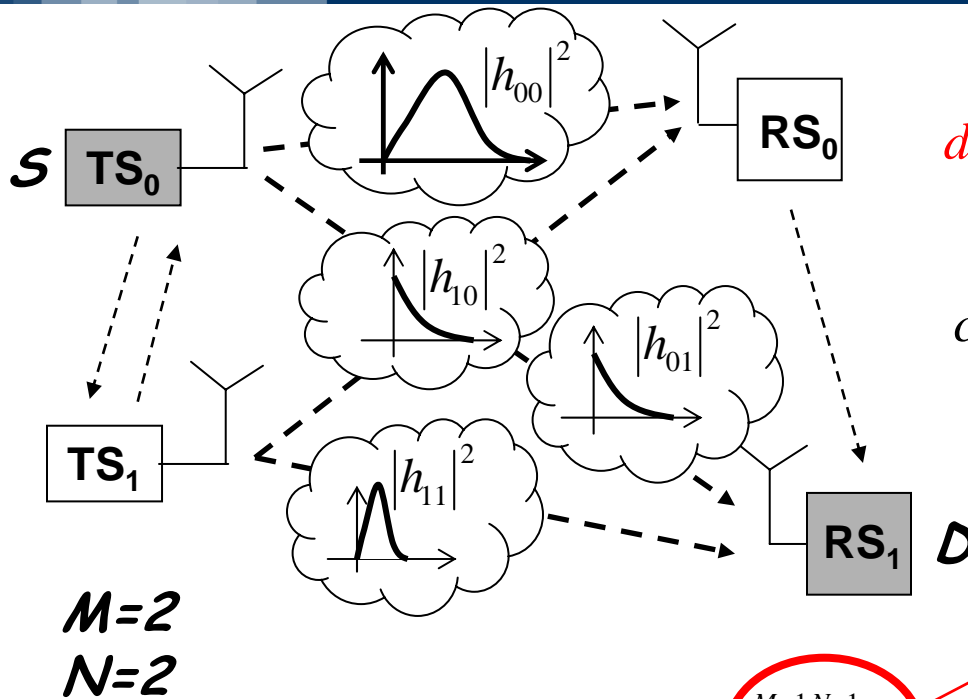 |h₀₀|²
S TS₀
RS₀
d
|h₁₀|²
|h₀₁|²
c
TS₁
|h₁₁|²
RS₁ D
M=2
N=2